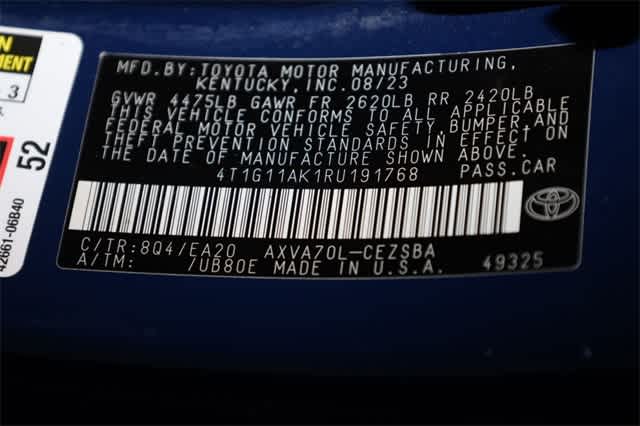 MFD.BY:TOYOTA MOTOR MANUFACTURING,
KENTUCKY, INC. 08/23
GVWR 4475LB GAWR FR 2620LB RR 2420LB
THIS VEHICLE CONFORMS TO ALL APPLICABLE
FEDERAL MOTOR VEHICLE SAFETY,BUMPER,AND
THEFT PREVENTION STANDARDS IN EFFECT ON
THE DATE OF MANUFACTURE SHOWN ABOVE.
4T1G11AK1RU191768 PASS.CAR
C/TR:8Q4/EA20 AXVA70L-CEZSBA
A/TM: /UB80E MADE IN U.S.A. 49325
3
52
42661-06B40